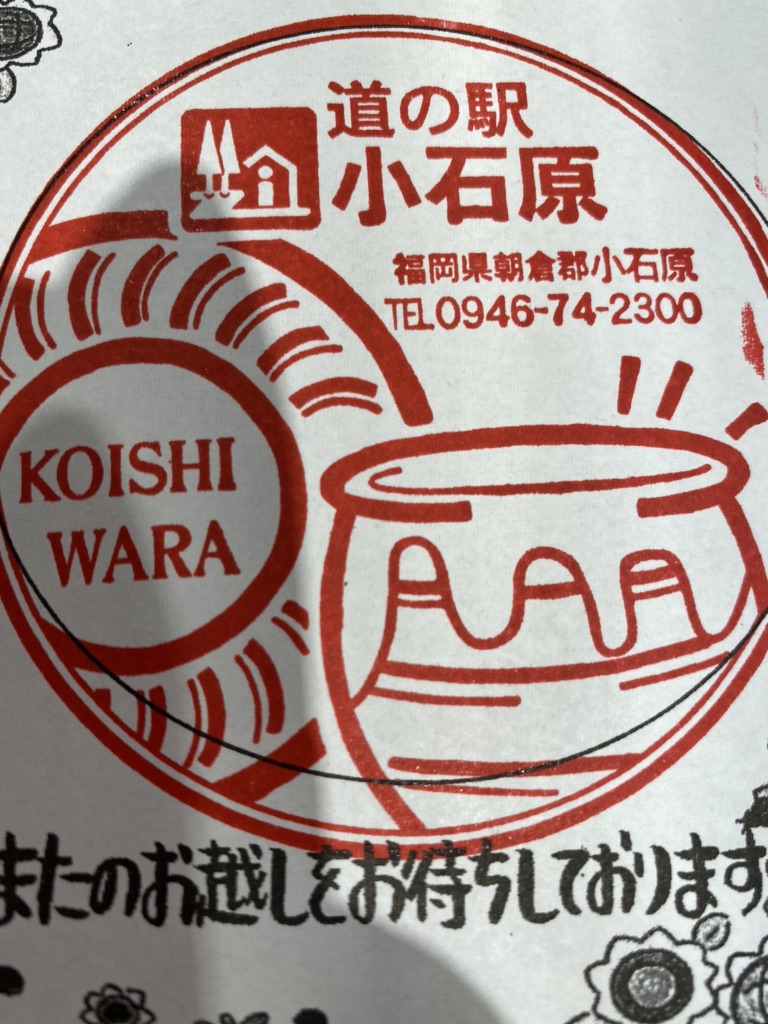 道の駅
小石原
福岡県朝倉郡小石原
TEL0946-74-2300
KOISHI
WARA
またのお越しをお待ちしております